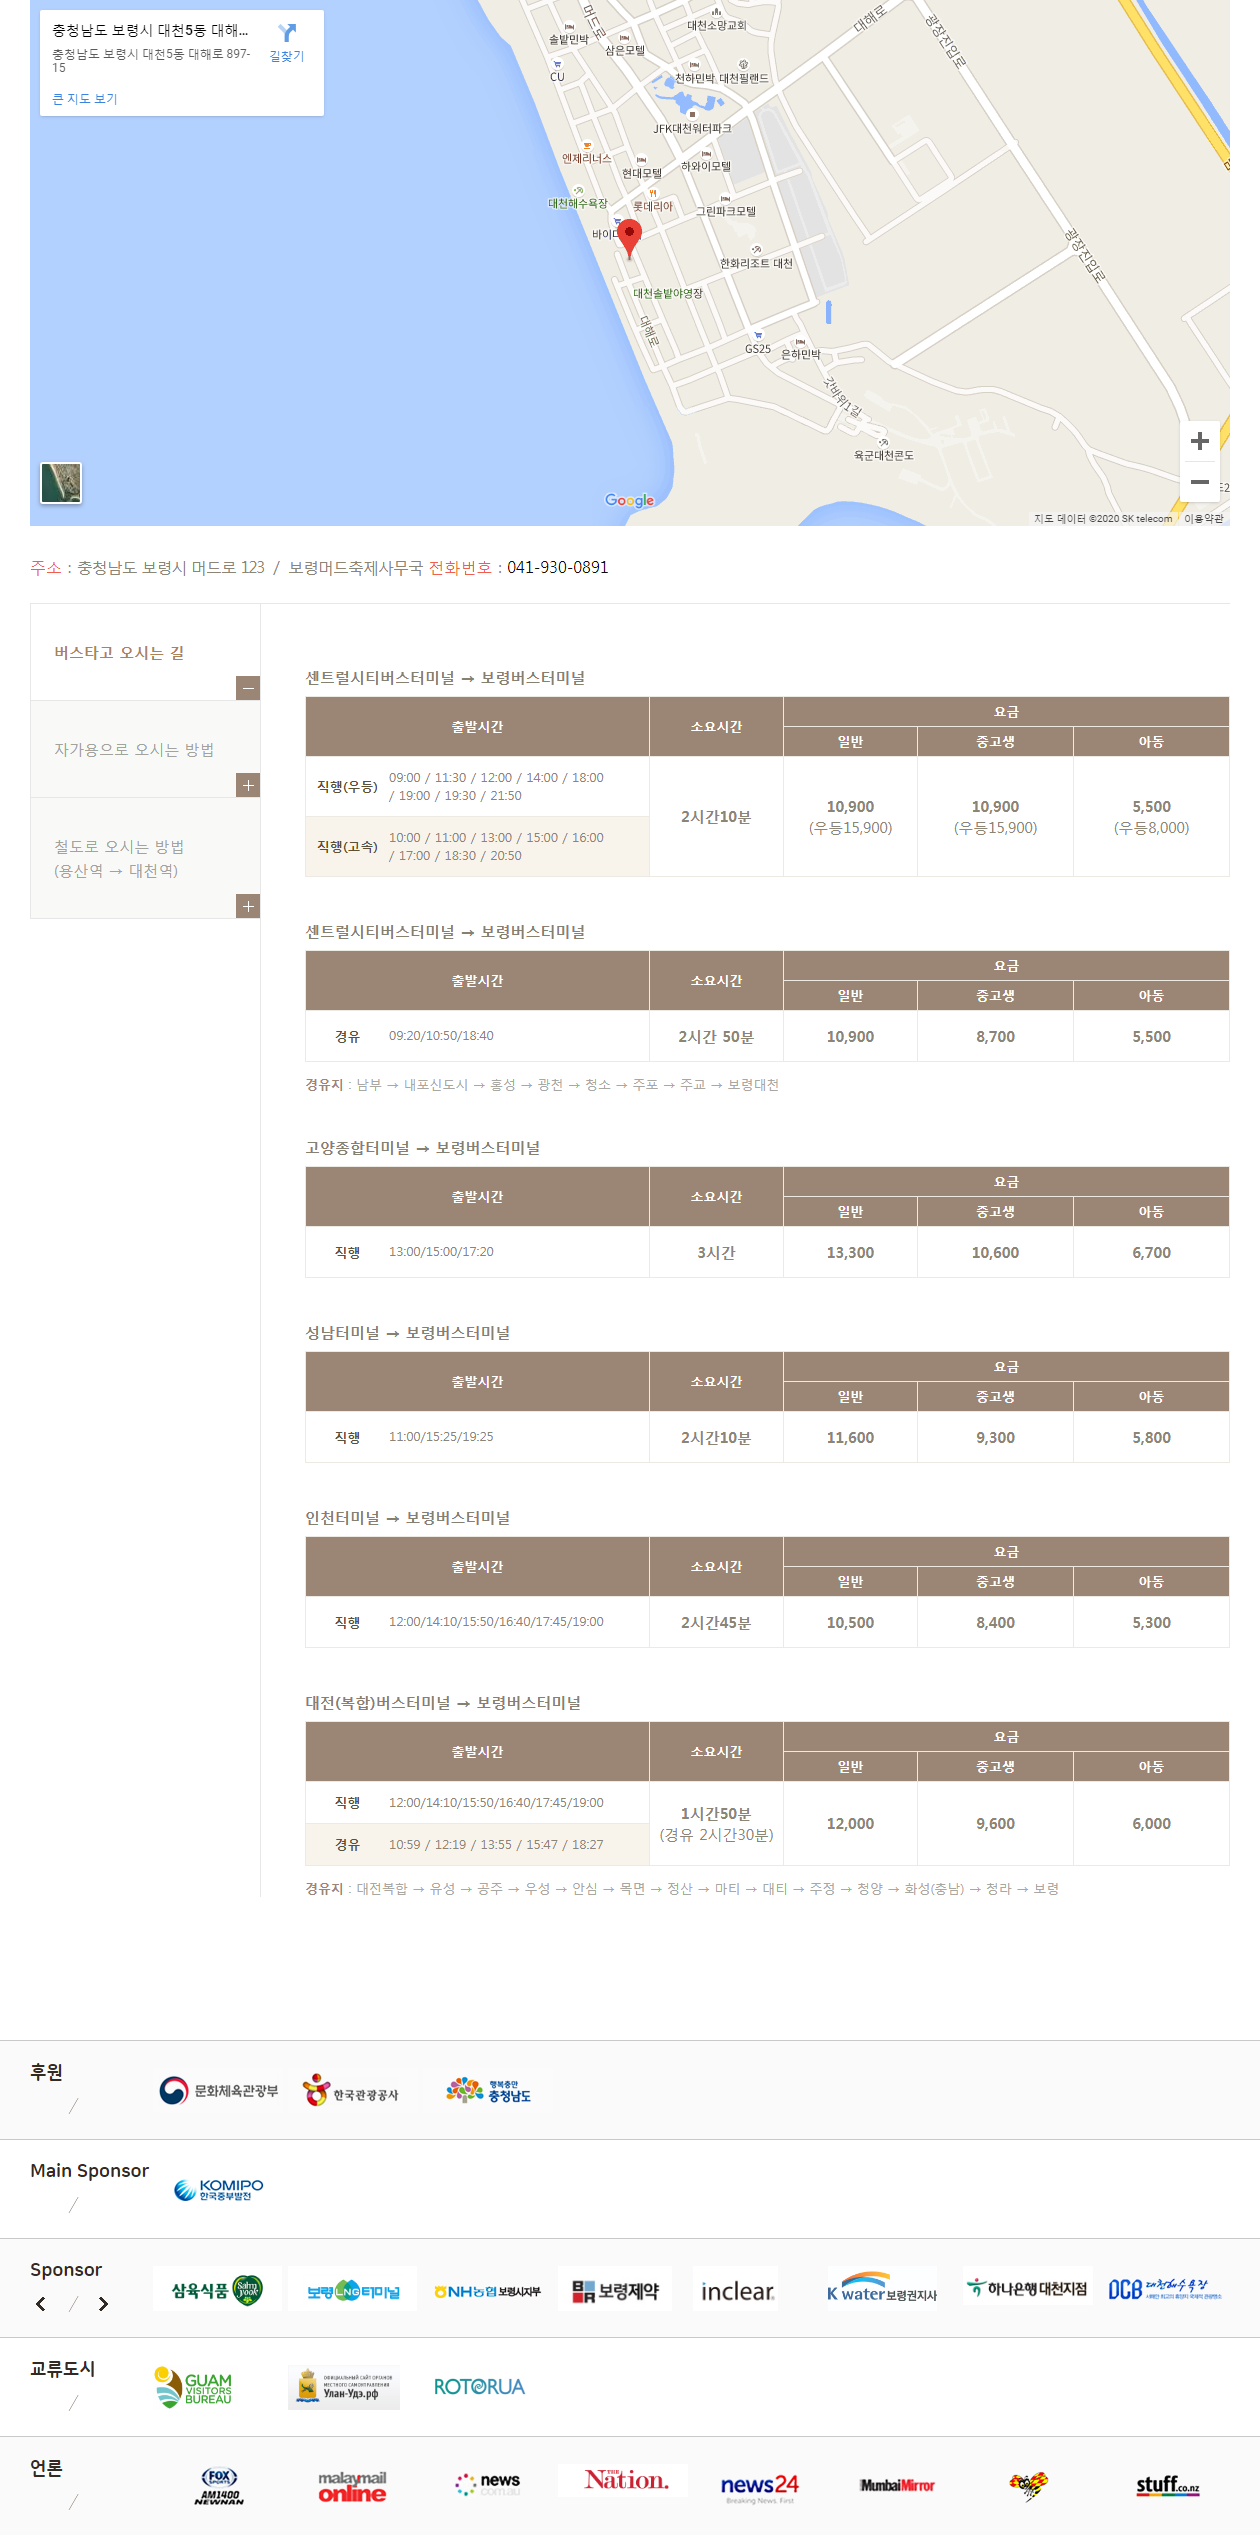 충청남도 보령시 대천5동 대해...
충청남도 보령시 대천5동 대해로 897-
15
길찾기
큰 지도 보기
머드로
솔밭민박
삼은모텔
대천소망교회
대해로
광장진입로
CU
천하민박
대천필랜드
JFK대천워터파크
엔제리너스
현대모텔
하와이모텔
대천해수욕장
롯데리아
그린파크모텔
광장진입로
한화리조트 대천
대천솔밭야영장
대해로
GS25
은하민박
갓바위1길
육군대천콘도
Google
지도 데이터 ©2020 SK telecom
이용약관
주소 : 충청남도 보령시 머드로 123 / 보령머드축제사무국 전화번호 : 041-930-0891
버스타고 오시는 길
자가용으로 오시는 방법
철도로 오시는 방법
(용산역 → 대천역)
센트럴시티버스터미널 → 보령버스터미널
출발시간 소요시간 요금
일반 중고생 아동
직행(우등) 09:00 / 11:30 / 12:00 / 14:00 / 18:00
/ 19:00 / 19:30 / 21:50
직행(고속) 10:00 / 11:00 / 13:00 / 15:00 / 16:00
/ 17:00 / 18:30 / 20:50
2시간10분
10,900 10,900 5,500
(우등15,900) (우등15,900) (우등8,000)
센트럴시티버스터미널 → 보령버스터미널
출발시간 소요시간 요금
일반 중고생 아동
경유 09:20/10:50/18:40 2시간 50분 10,900 8,700 5,500
경유지 : 남부 → 내포신도시 → 홍성 → 광천 → 청소 → 주포 → 주교 → 보령대천
고양종합터미널 → 보령버스터미널
출발시간 소요시간 요금
일반 중고생 아동
직행 13:00/15:00/17:20 3시간 13,300 10,600 6,700
성남터미널 → 보령버스터미널
출발시간 소요시간 요금
일반 중고생 아동
직행 11:00/15:25/19:25 2시간10분 11,600 9,300 5,800
인천터미널 → 보령버스터미널
출발시간 소요시간 요금
일반 중고생 아동
직행 12:00/14:10/15:50/16:40/17:45/19:00 2시간45분 10,500 8,400 5,300
대전(복합)버스터미널 → 보령버스터미널
출발시간 소요시간 요금
일반 중고생 아동
직행 12:00/14:10/15:50/16:40/17:45/19:00
경유 10:59 / 12:19 / 13:55 / 15:47 / 18:27
1시간50분
(경유 2시간30분)
12,000 9,600 6,000
경유지 : 대전복합 → 유성 → 공주 → 우성 → 안심 → 목면 → 정산 → 마티 → 대티 → 주정 → 청양 → 화성(충남) → 청라 → 보령
후원
문화체육관광부 한국관광공사 행복충만 충청남도
Main Sponsor
KOMIPO
한국중부발전
Sponsor
삼육식품 Sahmyook 보령LNG터미널 NH농협 보령시지부 BR 보령제약 inclear. K water 보령권지사 하나은행 대천지점 DCB 대천해수욕장
교류도시
GUAM
VISITORS
BUREAU
ОФИЦИАЛЬНЫЙ САЙТ ОРГАНОВ
МЕСТНОГО САМОУПРАВЛЕНИЯ
Улан-Удэ.рф
ROTORUA
언론
FOX
SPORTS
AM1400
NEWNAN
malaymail
online
news
com.au
THE
Nation.
news24
Breaking News. First
MumbaiMirror
stuff.co.nz